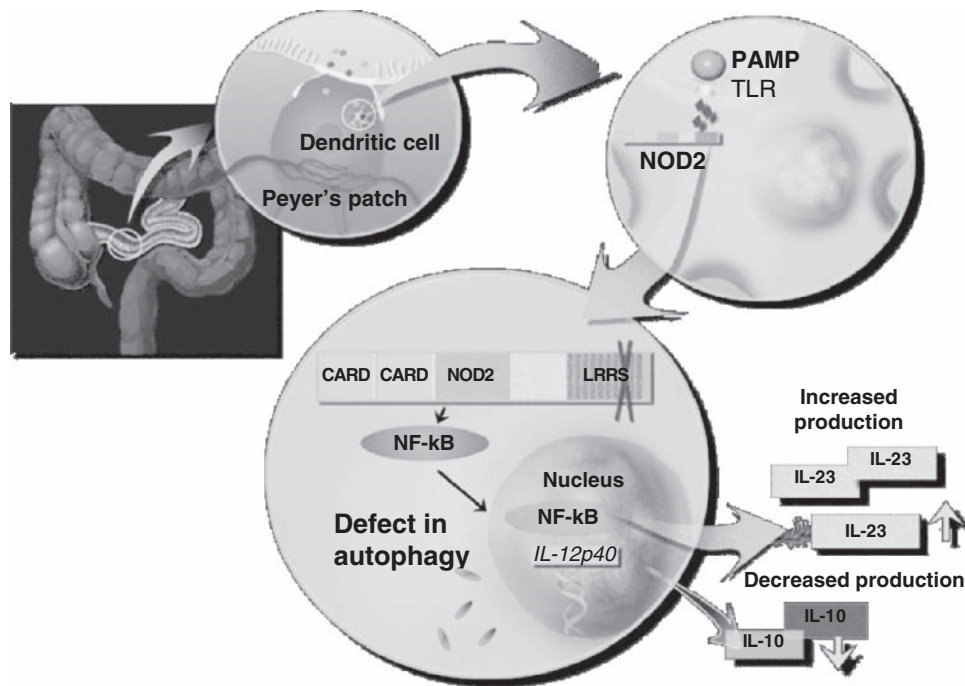 PAMP
TLR
NOD2
Dendritic cell
Peyer's patch
CARD CARD NOD2 LRRS
NF-kB
Nucleus
NF-kB
IL-12p40
Defect in
autophagy
Increased
production
IL-23
IL-23
IL-23
Decreased production
IL-10
IL-10